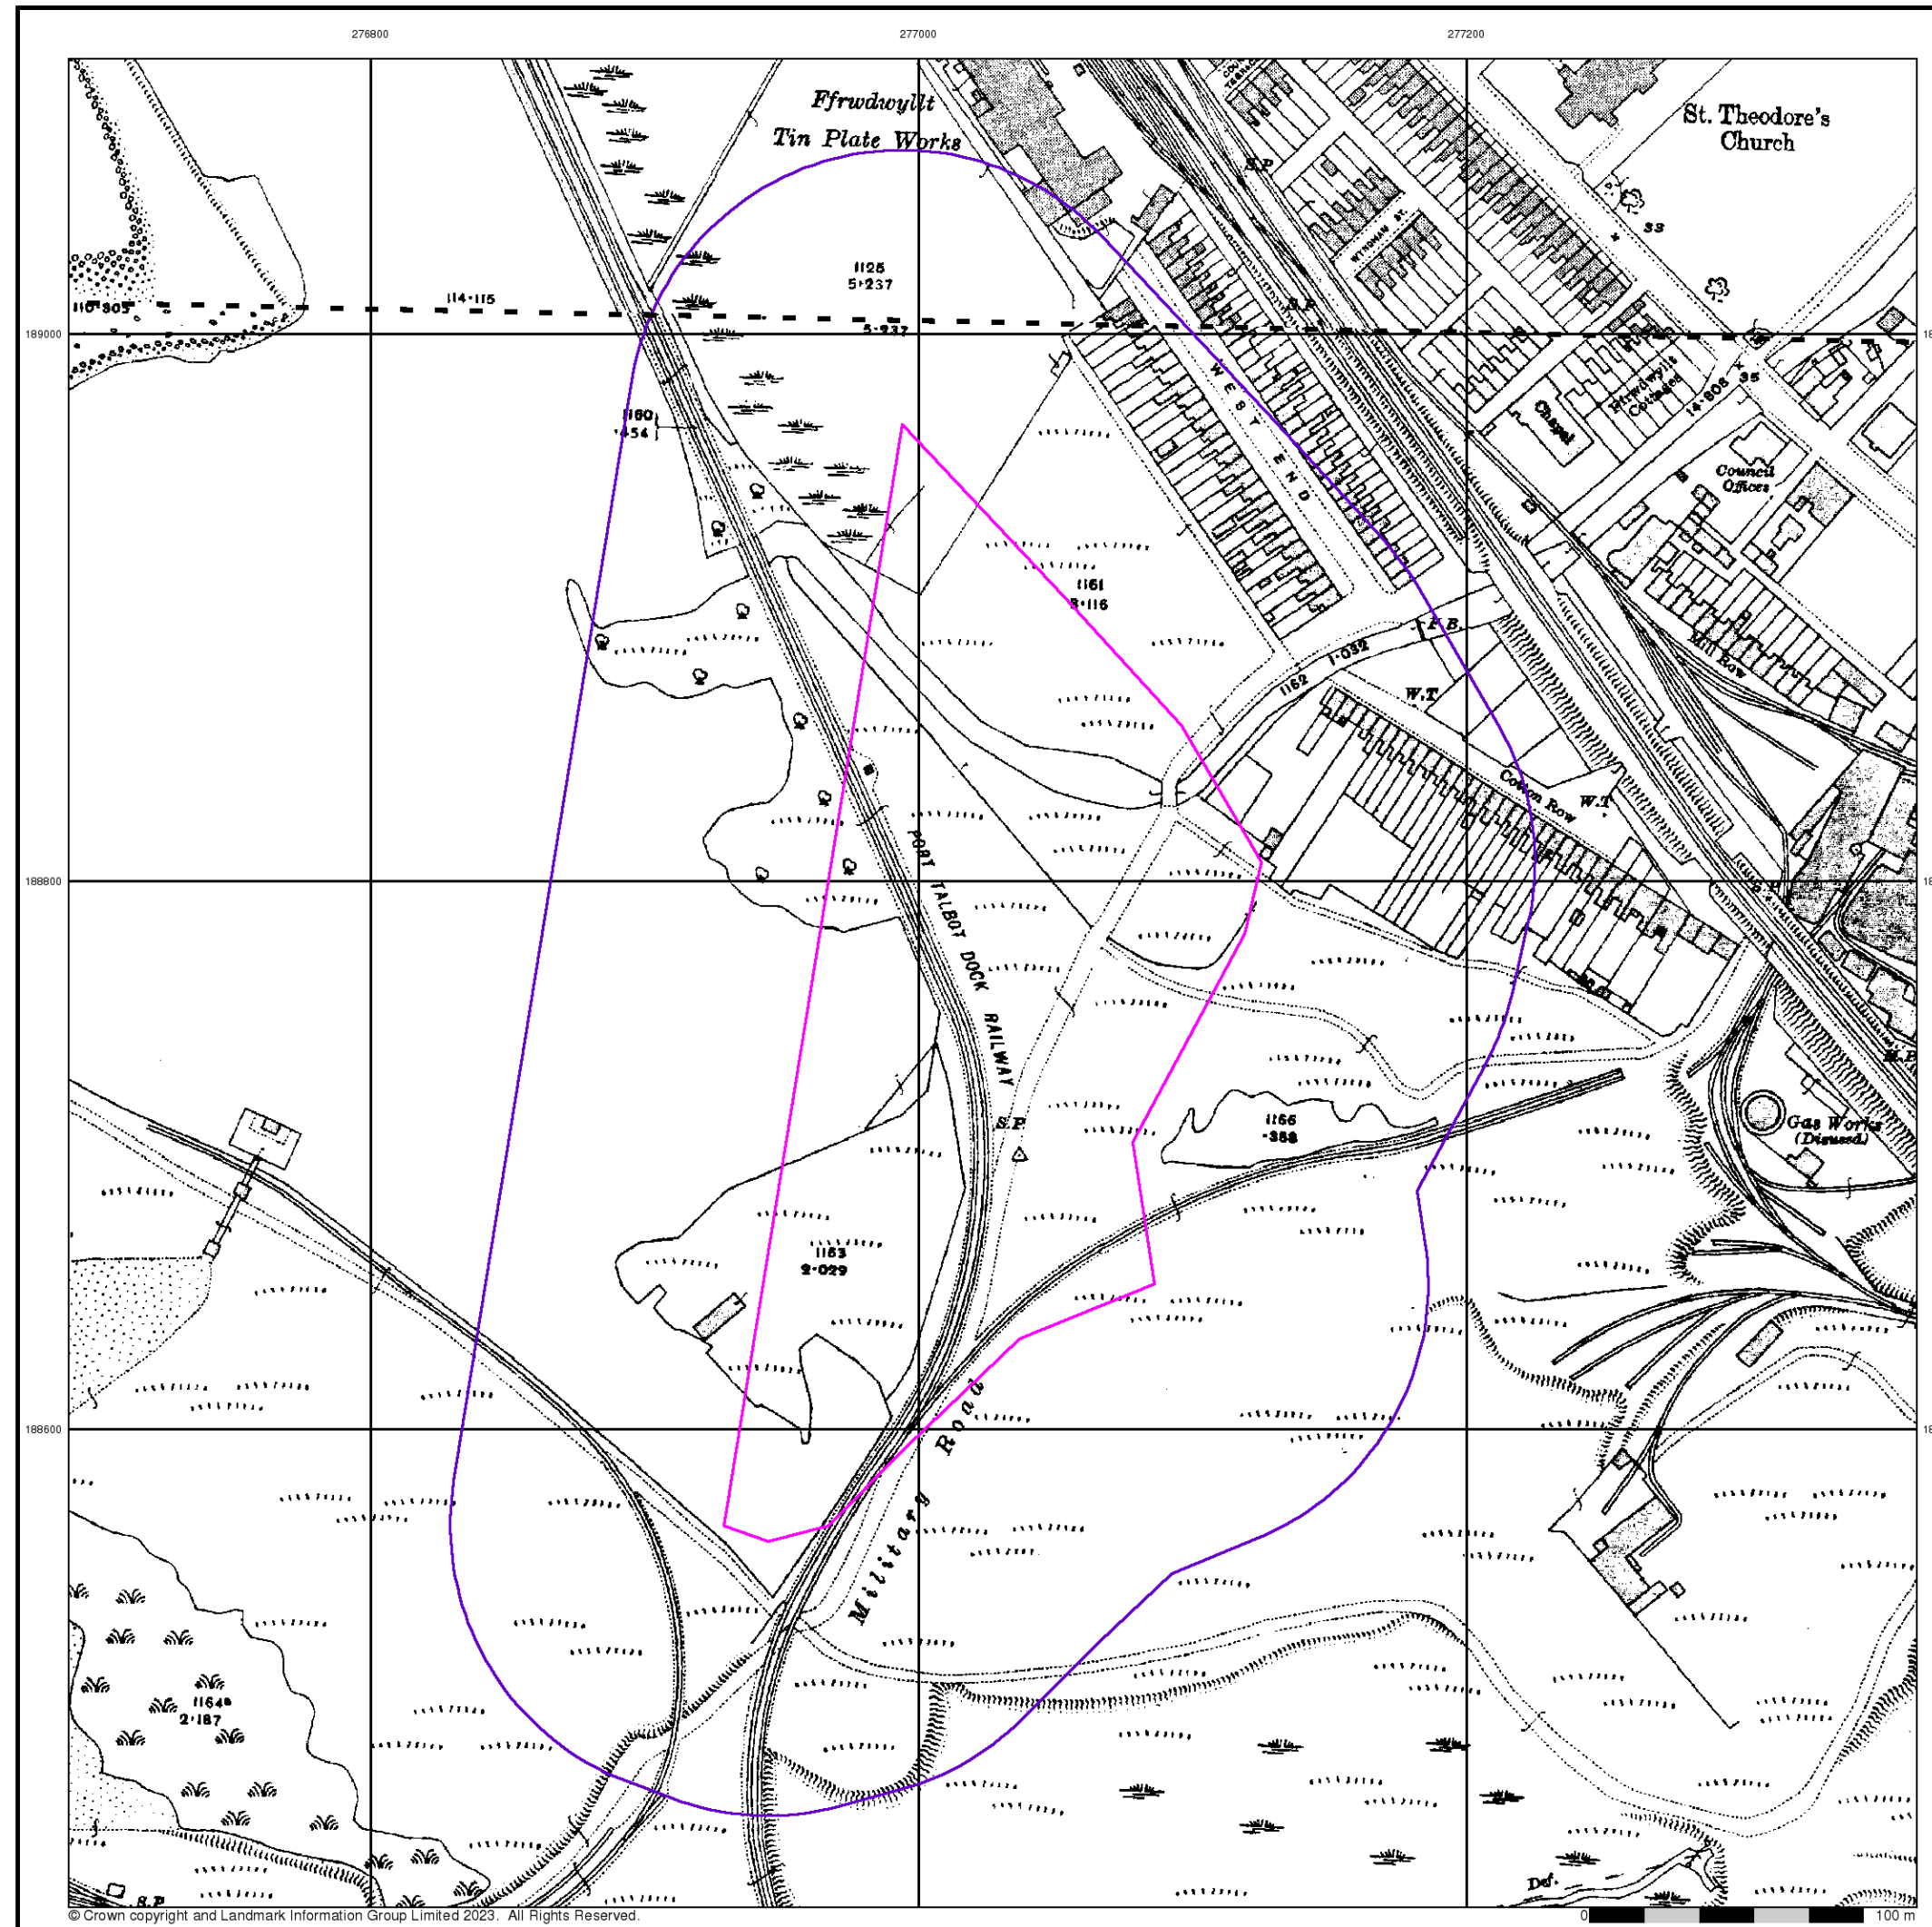 276800
277000
277200
Ffrwdwyllt
Tin Plate Works
St. Theodore's
Church
S.P
WYNDHAM ST.
33
1125
5·237
114·115
5·237
S.P.
189000
1160
·454
WEST END
Chapel
Ffrwdwyllt
Cottages
14·808
35
Council
Offices
1161
3·116
F.B.
1·032
1162
Mill Row
W.T
Cotton Row
W.T.
188800
S.P
PORT TALBOT DOCK RAILWAY
M.P
S.P
1166
·358
Gas Works
(Disused)
1163
2·029
188600
Military Road
1164a
2·187
Def.
S.P
© Crown copyright and Landmark Information Group Limited 2023. All Rights Reserved.
0
100 m